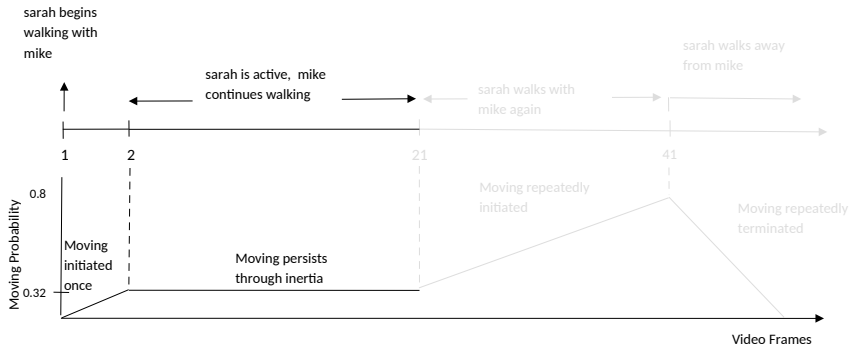 sarah begins
walking with
mike
sarah is active, mike
continues walking
sarah walks with
mike again
sarah walks away
from mike
1
2
21
41
Moving Probability
0.8
0.32
Moving
initiated
once
Moving persists
through inertia
Moving repeatedly
initiated
Moving repeatedly
terminated
Video Frames